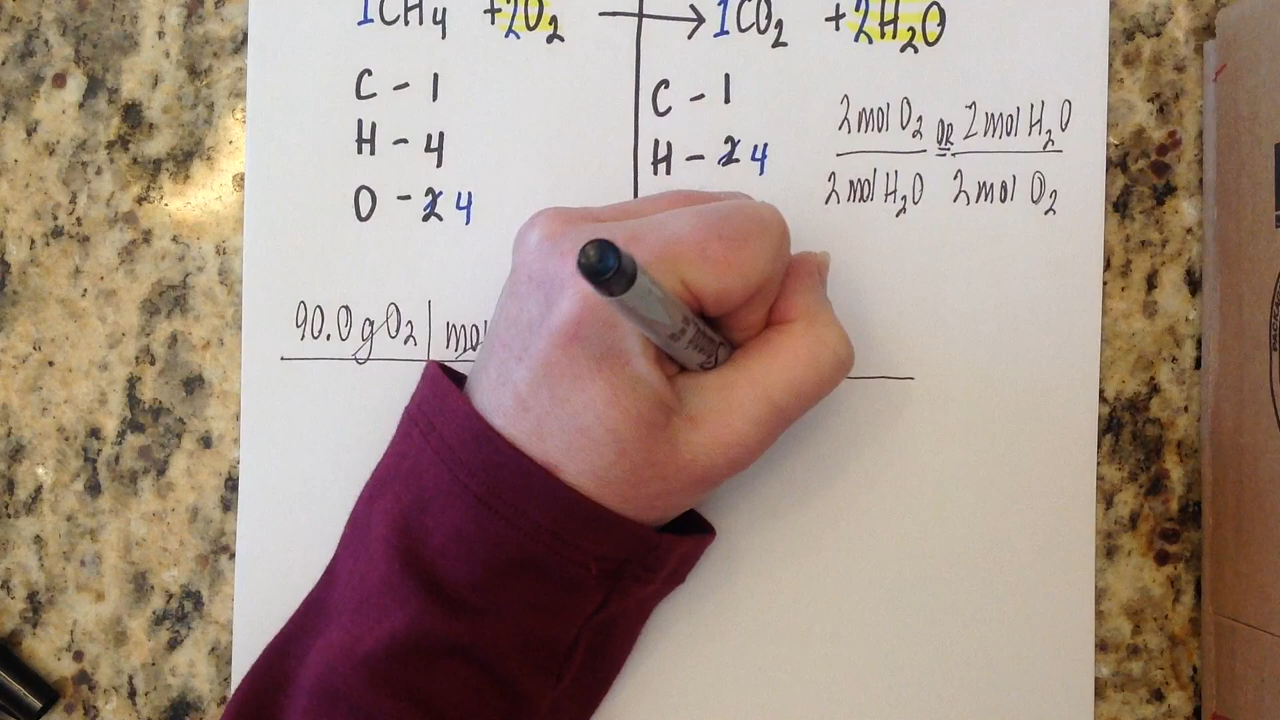 1CH₄ + 2O₂ → 1CO₂ + 2H₂O
C - 1
H - 4
O - 2 4
C - 1
H - 2 4
2 mol O₂ OR 2 mol H₂O
2 mol H₂O 2 mol O₂
90.0 g O₂ | mol